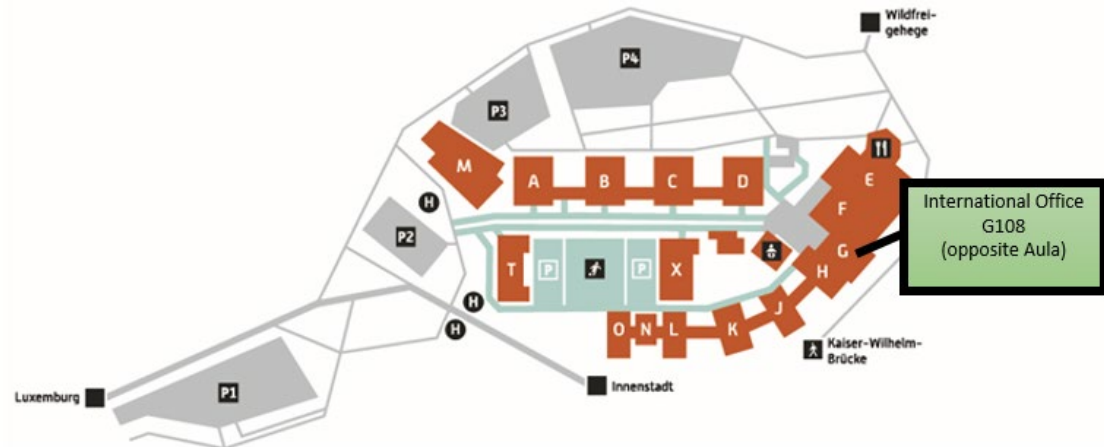 Wildfrei-
gehege
P4
P3
M
A
B
C
D
E
F
International Office
G108
(opposite Aula)
H
P2
T
P
P
X
G
H
H
H
J
O
N
L
K
Kaiser-Wilhelm-
Brücke
Luxemburg
P1
Innenstadt